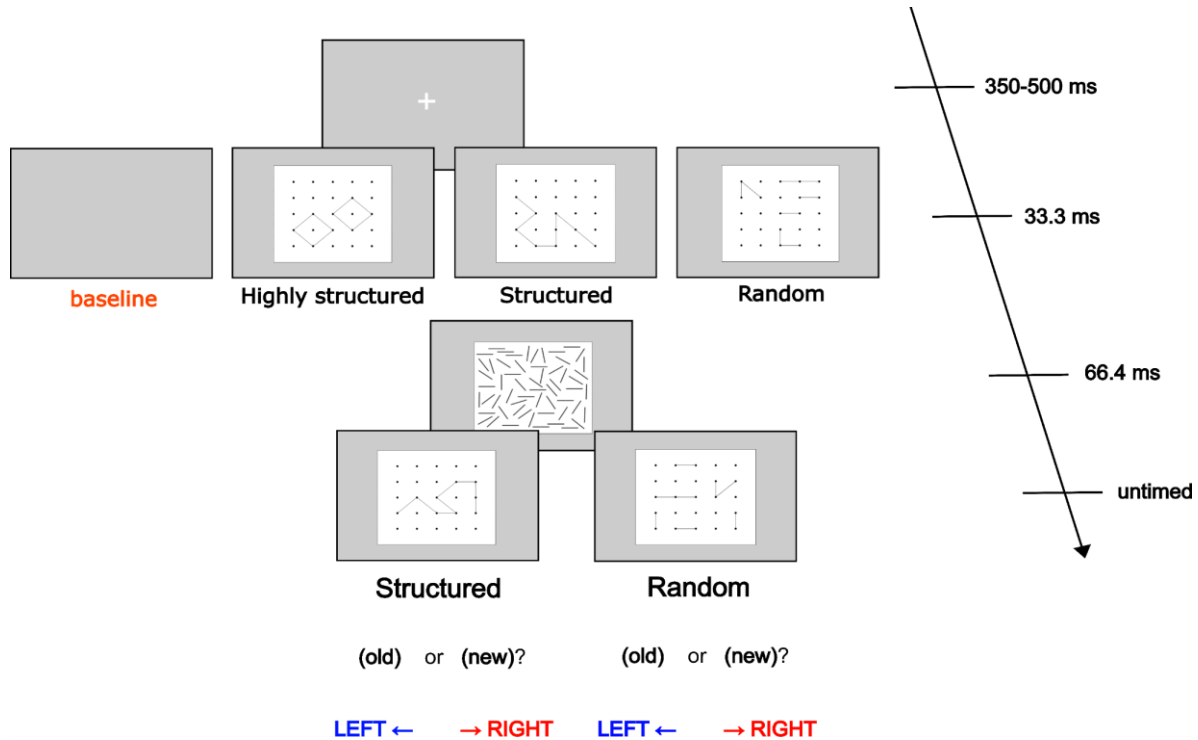 350-500 ms
33.3 ms
baseline
Highly structured
Structured
Random
66.4 ms
untimed
Structured
Random
(old) or (new)?
(old) or (new)?
LEFT ← → RIGHT
LEFT ← → RIGHT